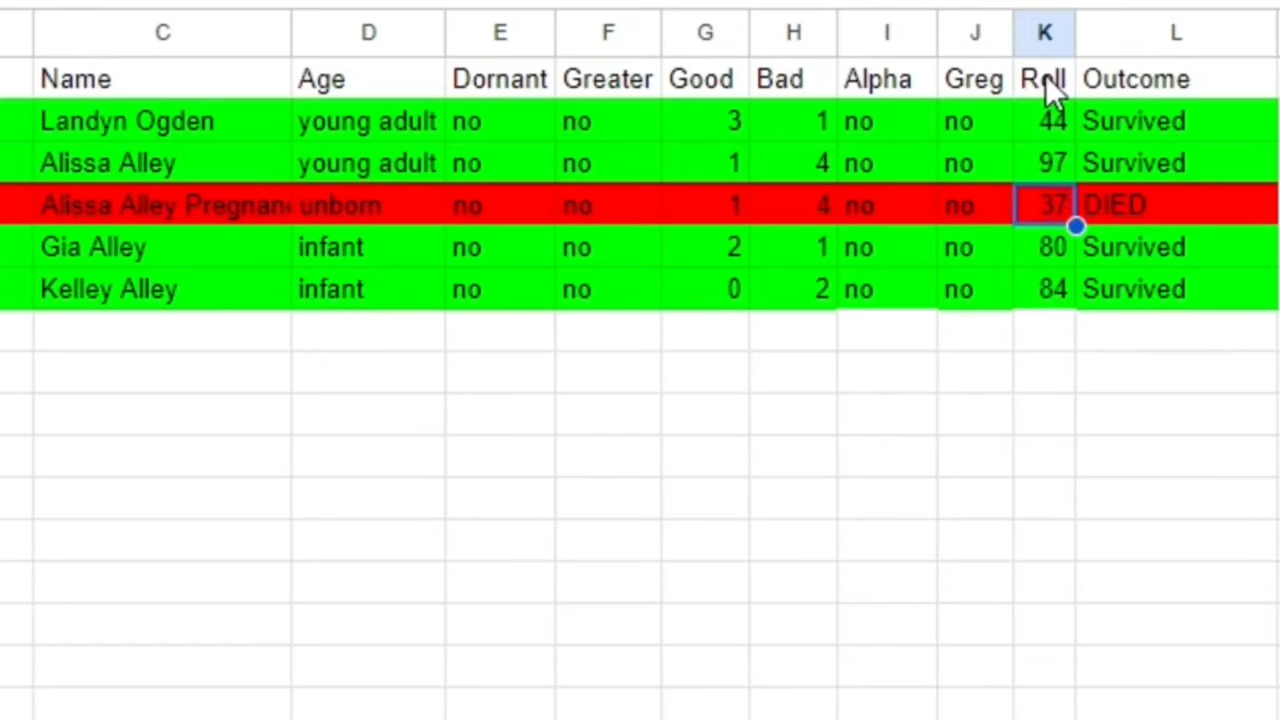 C D E F G H I J K L
Name Age Dornant Greater Good Bad Alpha Greg Roll Outcome
Landyn Ogden young adult no no 3 1 no no 44 Survived
Alissa Alley young adult no no 1 4 no no 97 Survived
Alissa Alley Pregnan unborn no no 1 4 no no 37 DIED
Gia Alley infant no no 2 1 no no 80 Survived
Kelley Alley infant no no 0 2 no no 84 Survived